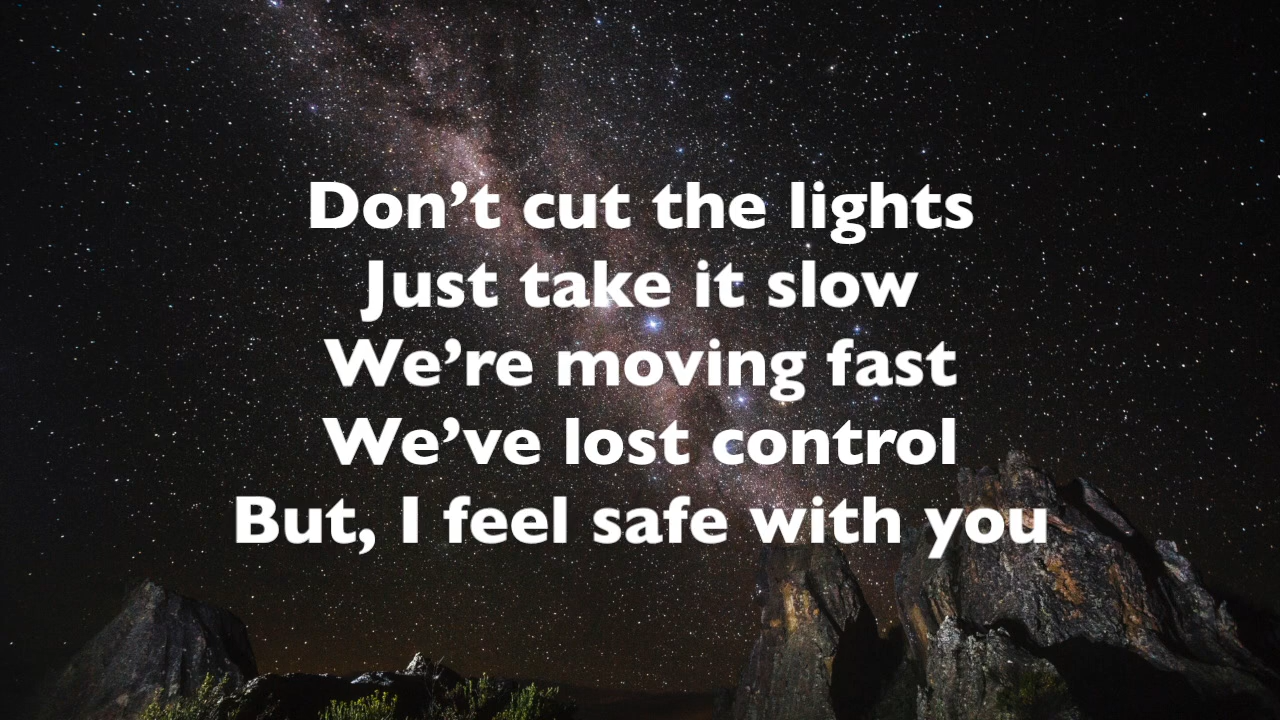 Don’t cut the lights
Just take it slow
We’re moving fast
We’ve lost control
But, I feel safe with you